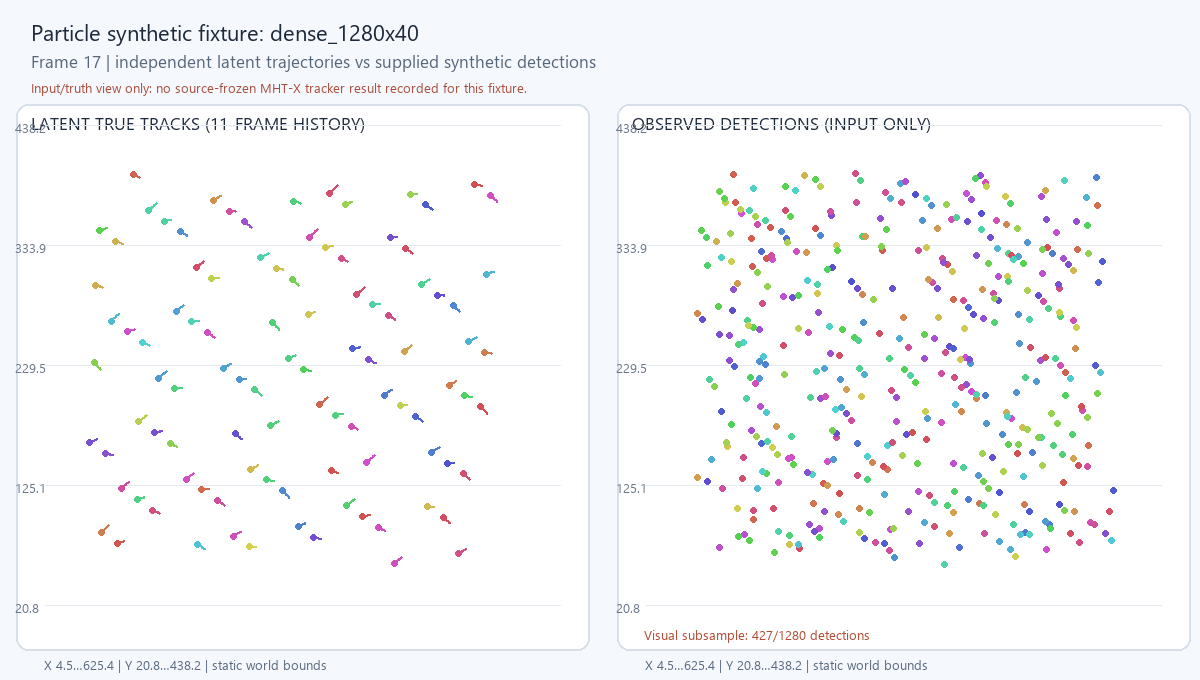 Particle synthetic fixture: dense_1280x40
Frame 17 | independent latent trajectories vs supplied synthetic detections
Input/truth view only: no source-frozen MHT-X tracker result recorded for this fixture.
LATENT TRUE TRACKS (11-FRAME HISTORY)
438.2
333.9
229.5
125.1
20.8
X 4.5...625.4 | Y 20.8...438.2 | static world bounds
OBSERVED DETECTIONS (INPUT ONLY)
438.2
333.9
229.5
125.1
20.8
Visual subsample: 427/1280 detections
X 4.5...625.4 | Y 20.8...438.2 | static world bounds